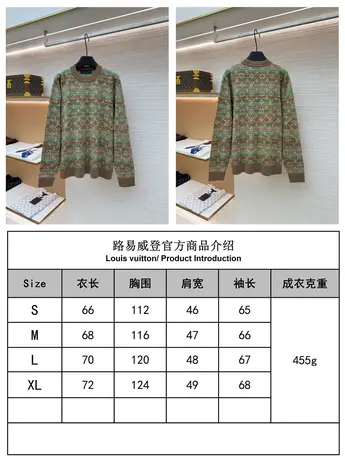 路易威登官方商品介绍
Louis vuitton/ Product Introduction
Size 衣长 胸围 肩宽 袖长 成衣克重
S 66 112 46 65
M 68 116 47 66
L 70 120 48 67
XL 72 124 49 68
455g